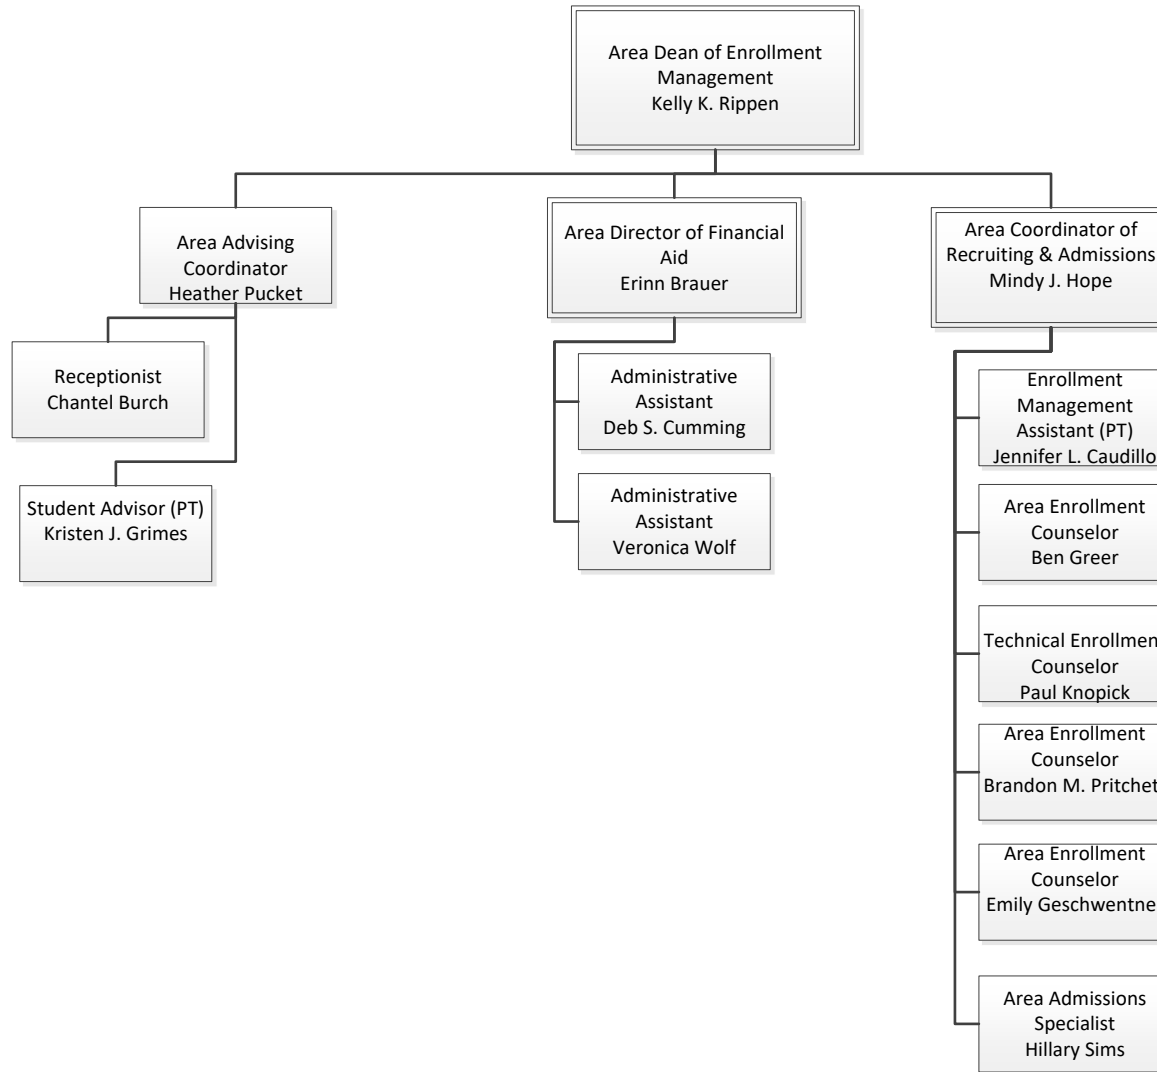 Area Dean of Enrollment
Management
Kelly K. Rippen
Area Advising
Coordinator
Heather Pucket
Receptionist
Chantel Burch
Student Advisor (PT)
Kristen J. Grimes
Area Director of Financial
Aid
Erinn Brauer
Administrative
Assistant
Deb S. Cumming
Administrative
Assistant
Veronica Wolf
Area Coordinator of
Recruiting & Admissions
Mindy J. Hope
Enrollment
Management
Assistant (PT)
Jennifer L. Caudillo
Area Enrollment
Counselor
Ben Greer
Technical Enrollmen
Counselor
Paul Knopick
Area Enrollment
Counselor
Brandon M. Pritchet
Area Enrollment
Counselor
Emily Geschwentne
Area Admissions
Specialist
Hillary Sims